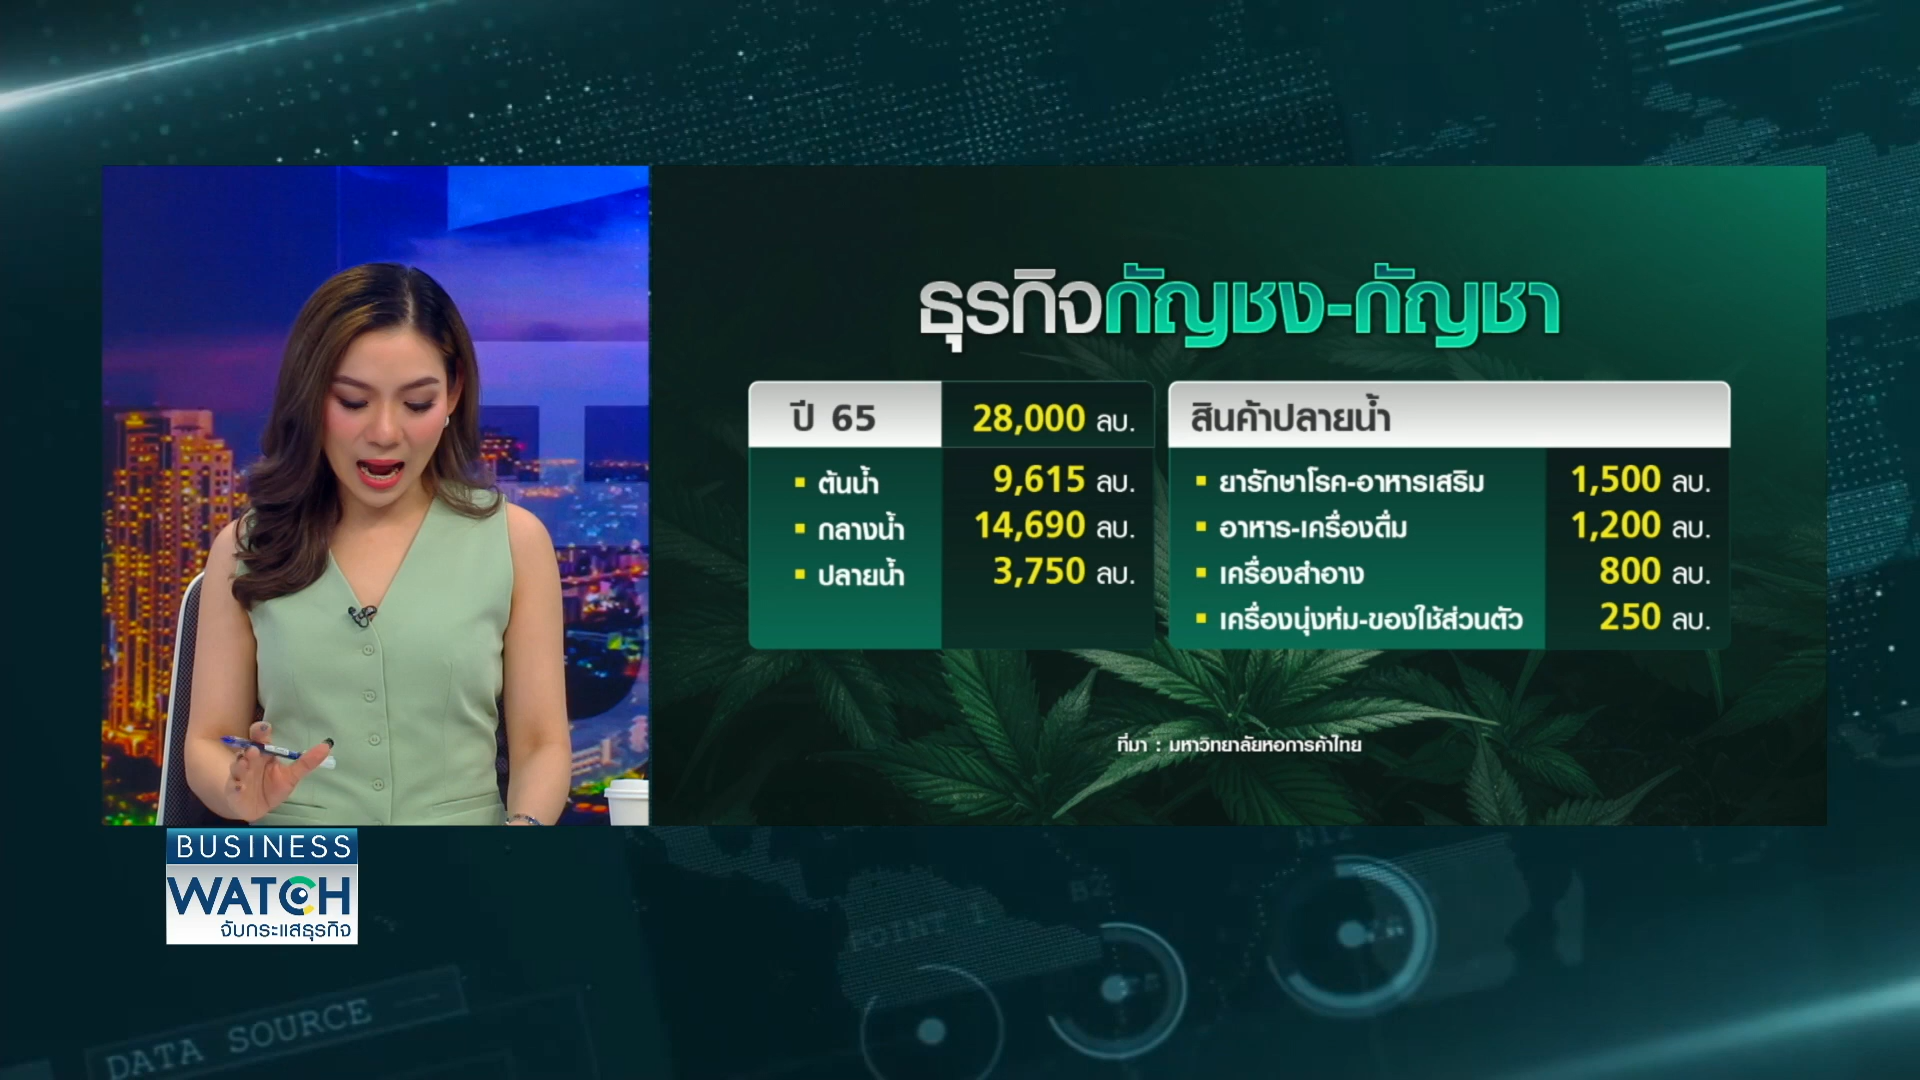 ธุรกิจกัญชง-กัญชา
ปี 65 28,000 ลบ.
▪ ต้นน้ำ 9,615 ลบ.
▪ กลางน้ำ 14,690 ลบ.
▪ ปลายน้ำ 3,750 ลบ.
สินค้าปลายน้ำ
▪ ยารักษาโรค-อาหารเสริม 1,500 ลบ.
▪ อาหาร-เครื่องดื่ม 1,200 ลบ.
▪ เครื่องสำอาง 800 ลบ.
▪ เครื่องนุ่งห่ม-ของใช้ส่วนตัว 250 ลบ.
ที่มา : มหาวิทยาลัยหอการค้าไทย
BUSINESS
WATCH
จับกระแสธุรกิจ
POINT 1
DATA SOURCE